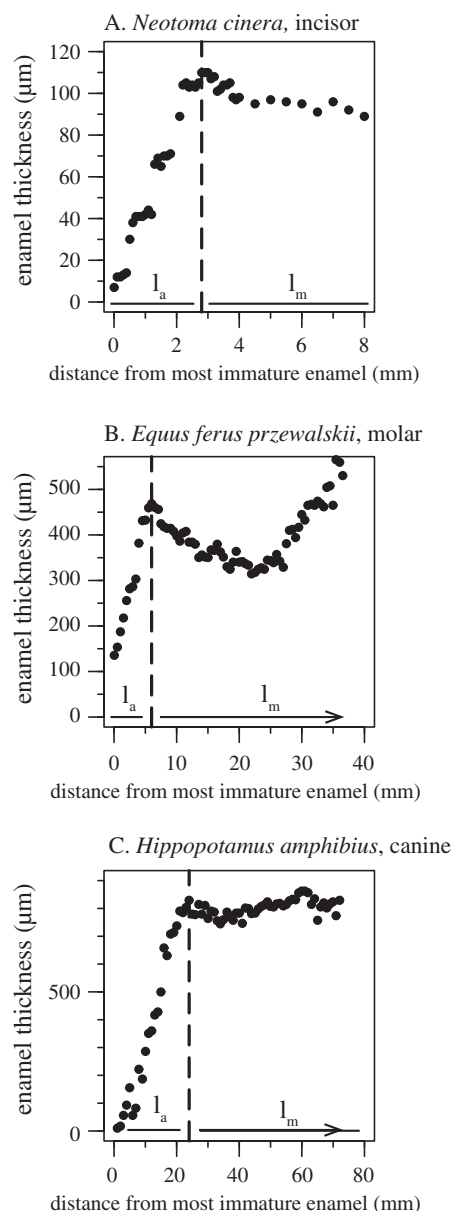 A. Neotoma cinera, incisor
120
100
80
60
40
20
0
enamel thickness (μm)
la
lm
0 2 4 6 8
distance from most immature enamel (mm)
B. Equus ferus przewalskii, molar
500
400
300
200
100
0
enamel thickness (μm)
la
lm
0 10 20 30 40
distance from most immature enamel (mm)
C. Hippopotamus amphibius, canine
500
0
enamel thickness (μm)
la
lm
0 20 40 60 80
distance from most immature enamel (mm)